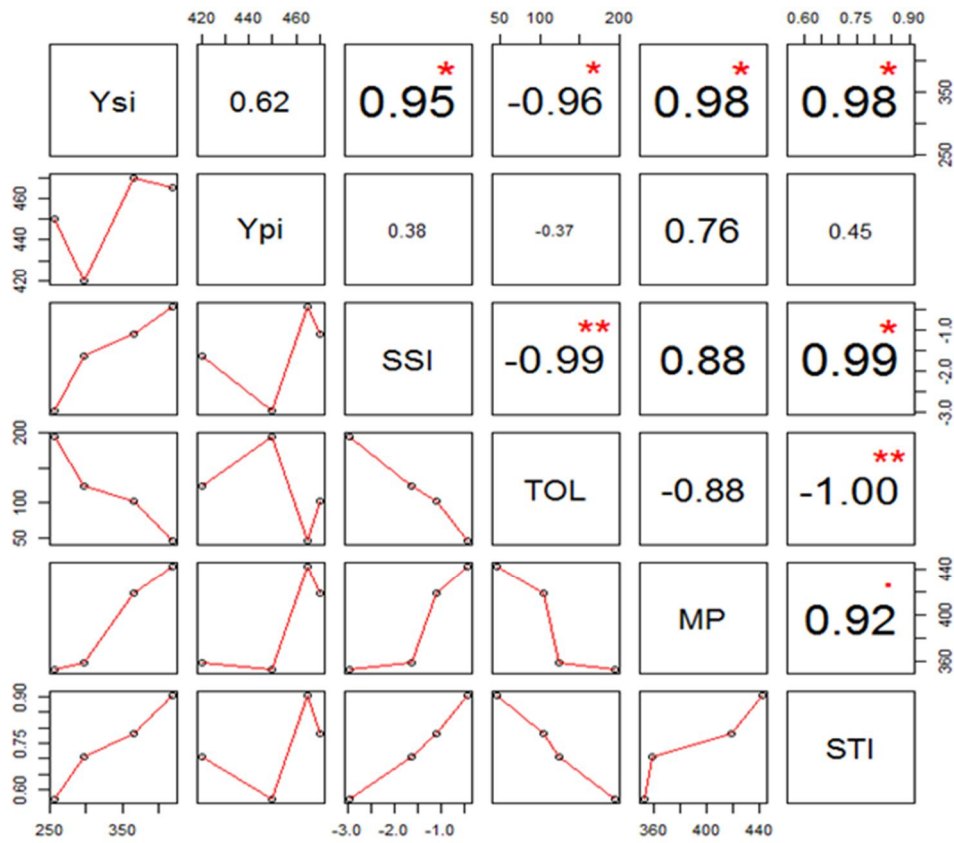 420 440 460 50 100 200 0.60 0.75 0.90
* * * *
Ysi 0.62 0.95 -0.96 0.98 0.98 250 350
420 440 460 Ypi 0.38 -0.37 0.76 0.45
** *
SSI -0.99 0.88 0.99 -3.0 -2.0 -1.0
**
50 100 200 TOL -0.88 -1.00
.
MP 0.92 360 400 440
0.60 0.75 0.90 STI
250 350 -3.0 -2.0 -1.0 360 400 440